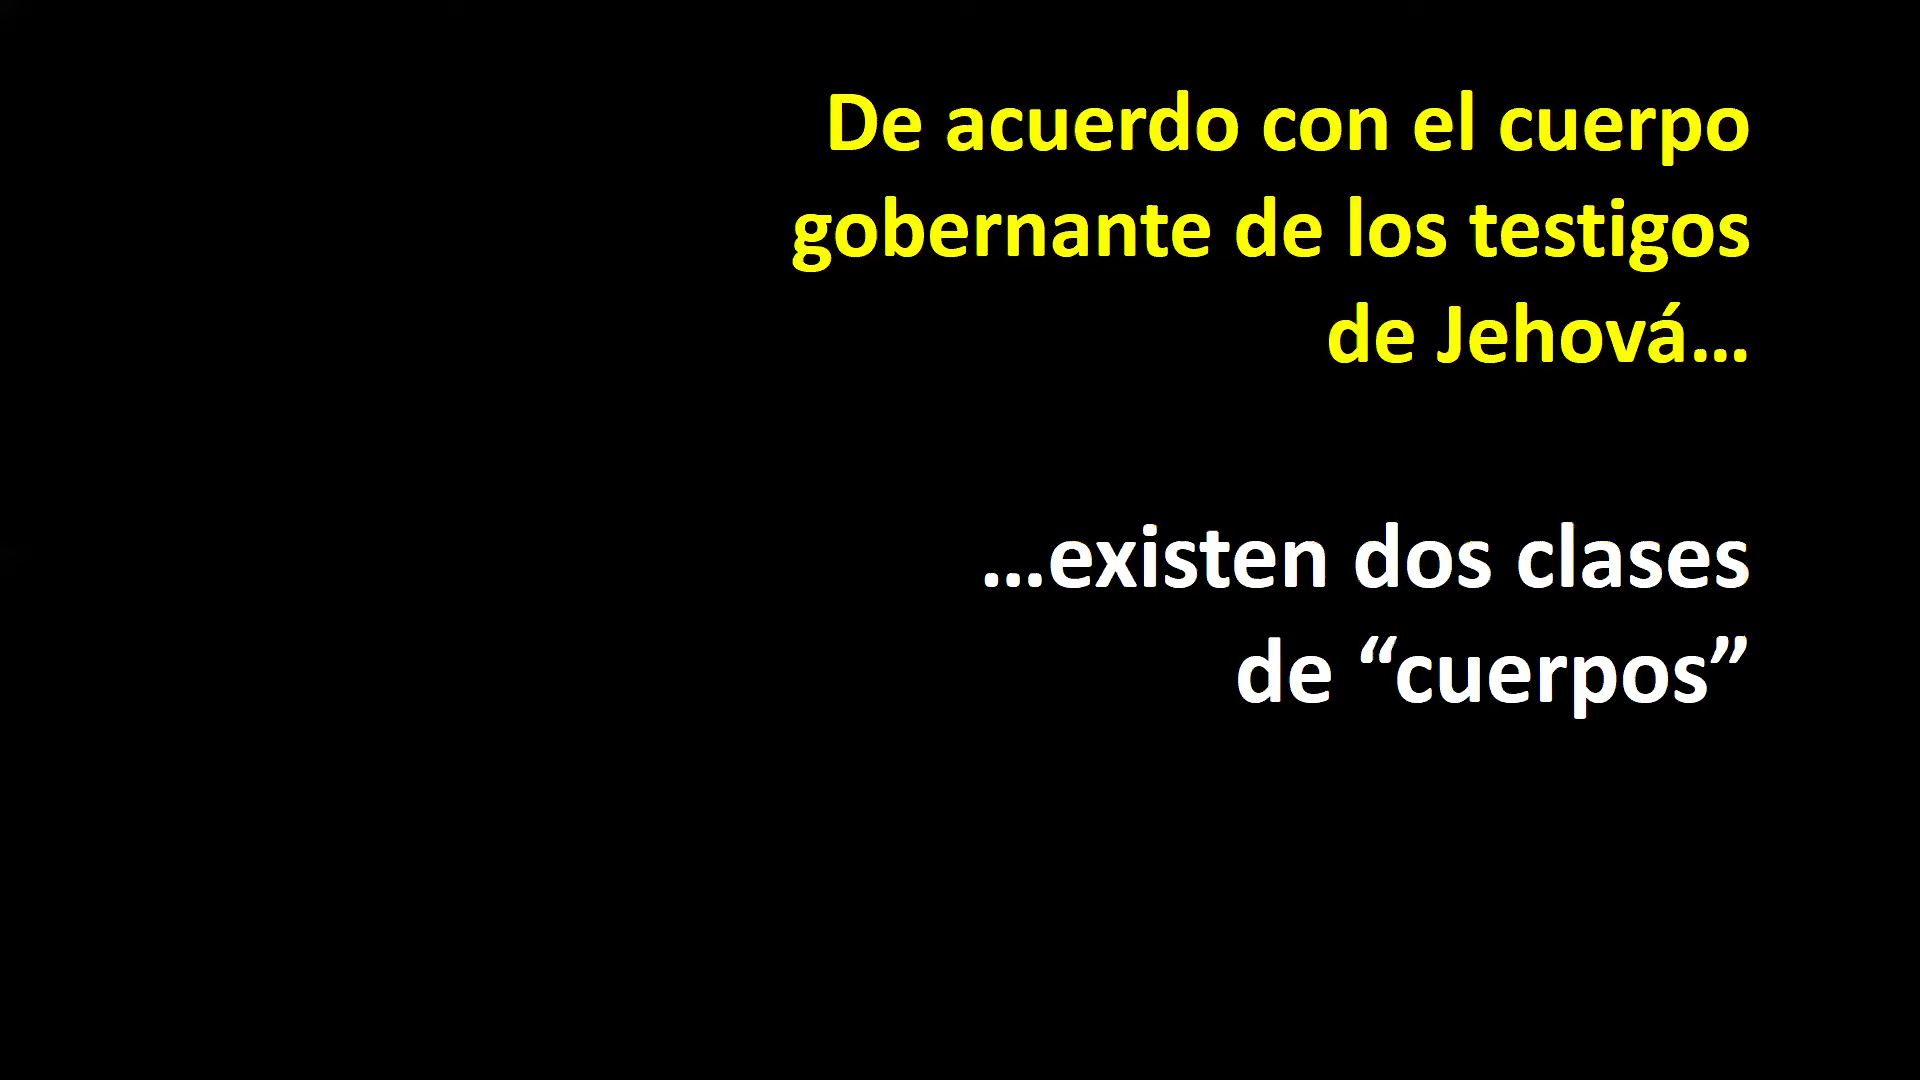 De acuerdo con el cuerpo
gobernante de los testigos
de Jehová...
...existen dos clases
de “cuerpos”